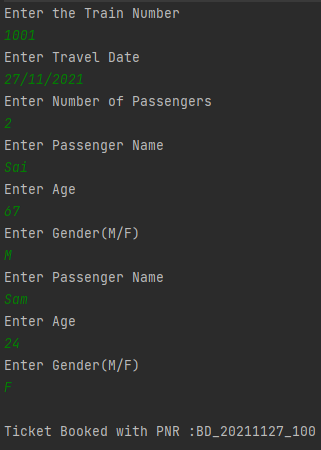 Enter the Train Number
1001
Enter Travel Date
27/11/2021
Enter Number of Passengers
2
Enter Passenger Name
Sai
Enter Age
67
Enter Gender(M/F)
M
Enter Passenger Name
Sam
Enter Age
24
Enter Gender(M/F)
F
Ticket Booked with PNR :BD_20211127_100